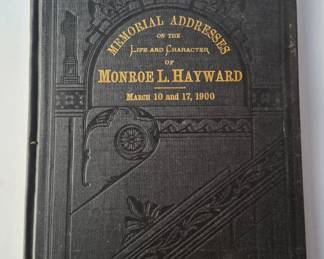 MEMORIAL ADDRESSES
ON THE
LIFE AND CHARACTER
OF
MONROE L. HAYWARD
MARCH 10 and 17, 1900